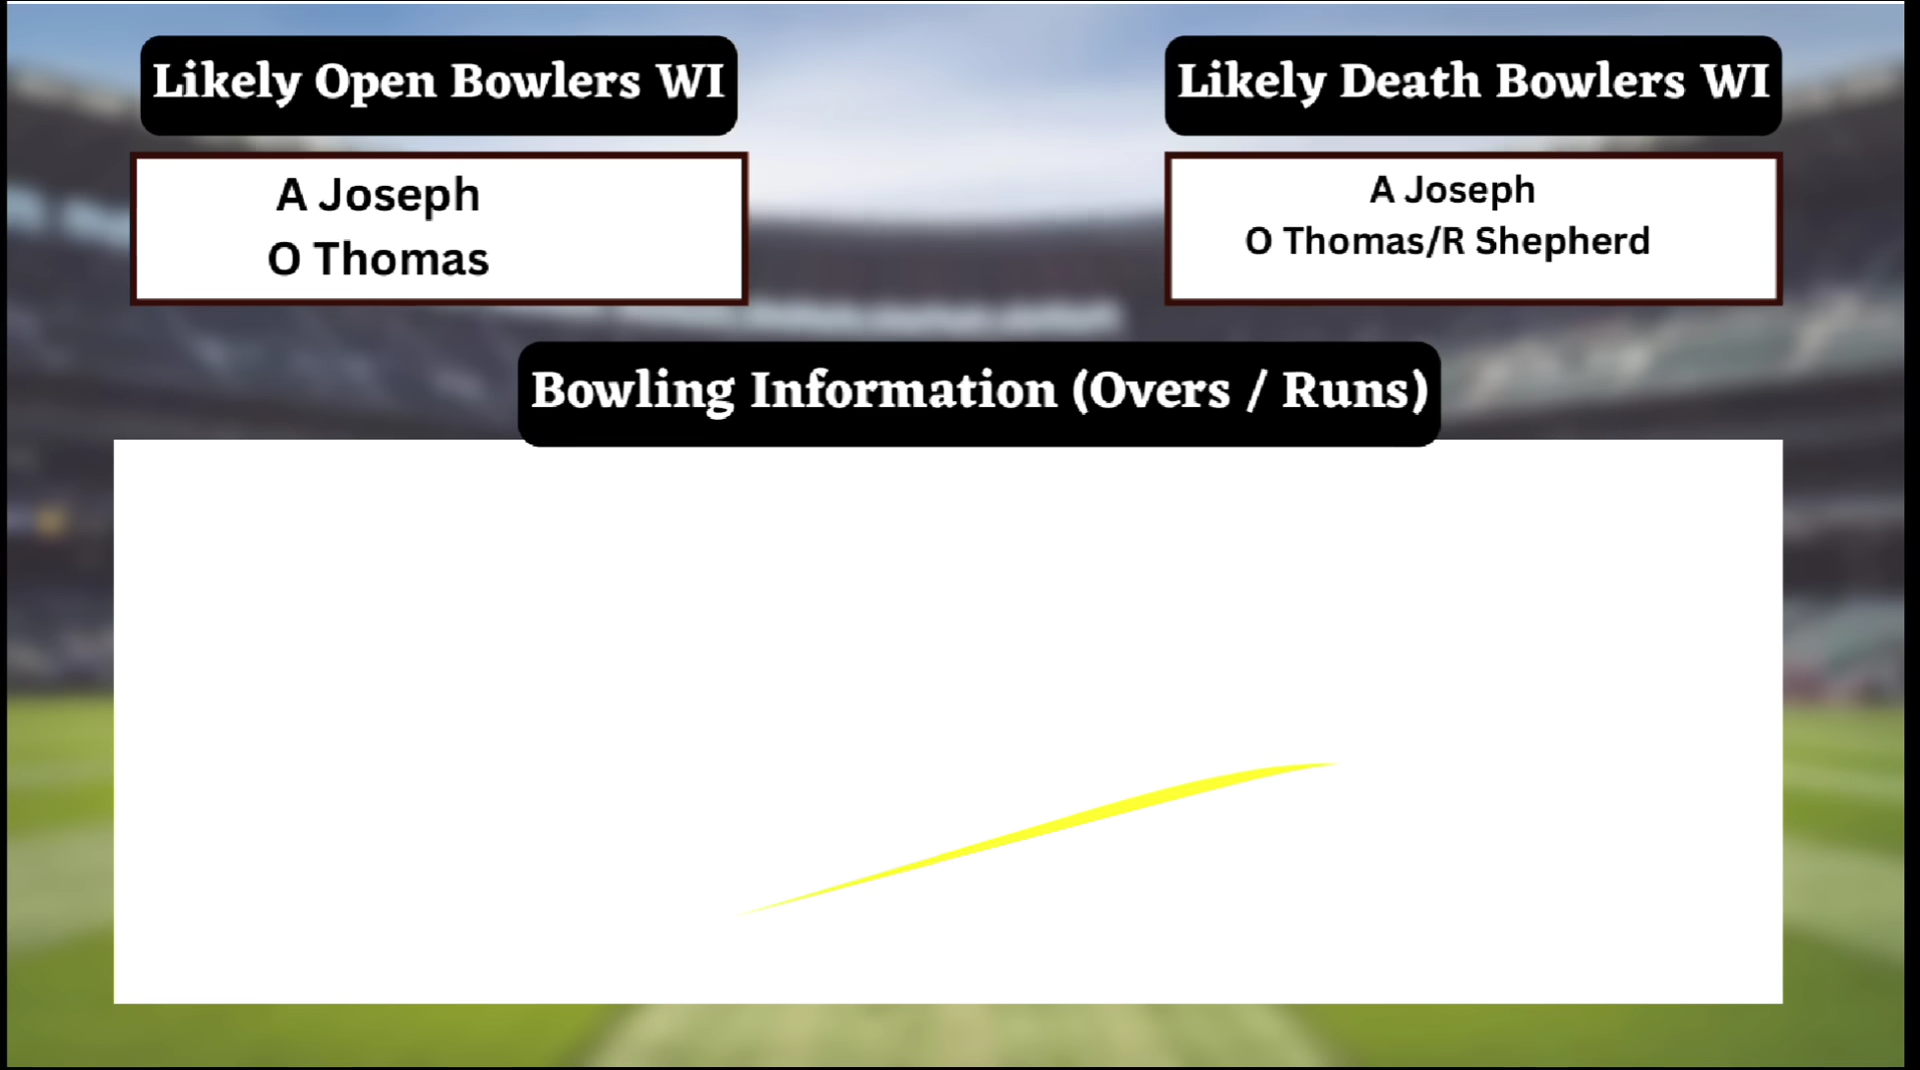 Likely Open Bowlers WI
A Joseph
O Thomas
Likely Death Bowlers WI
A Joseph
O Thomas/R Shepherd
Bowling Information (Overs / Runs)